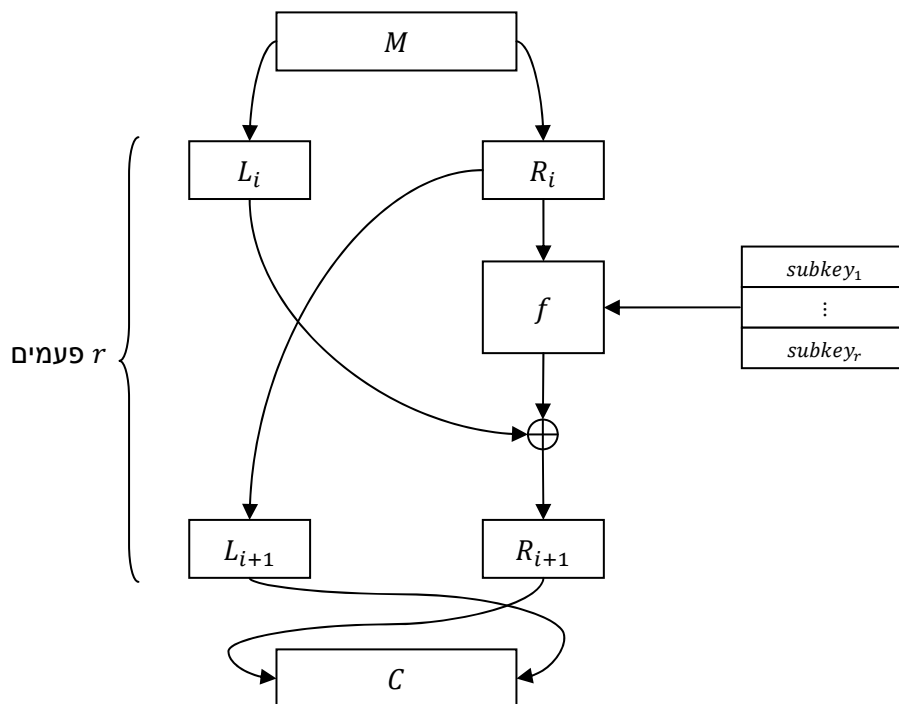 M
L_i
R_i
f
subkey_1
⋮
subkey_r
r פעמים
L_{i+1}
R_{i+1}
C